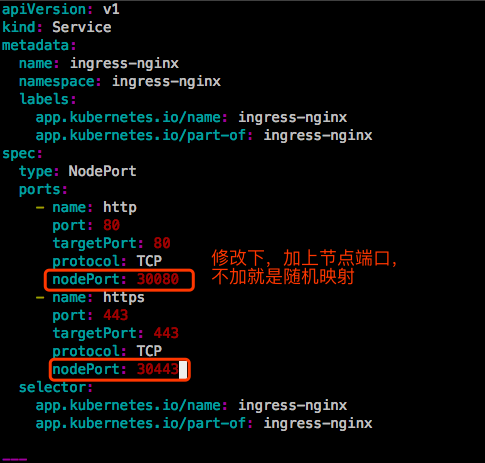 apiVersion: v1
kind: Service
metadata:
  name: ingress-nginx
  namespace: ingress-nginx
  labels:
    app.kubernetes.io/name: ingress-nginx
    app.kubernetes.io/part-of: ingress-nginx
spec:
  type: NodePort
  ports:
    - name: http
      port: 80
      targetPort: 80
      protocol: TCP
      nodePort: 30080
修改下，加上节点端口，
不加就是随机映射
    - name: https
      port: 443
      targetPort: 443
      protocol: TCP
      nodePort: 30443
  selector:
    app.kubernetes.io/name: ingress-nginx
    app.kubernetes.io/part-of: ingress-nginx

---